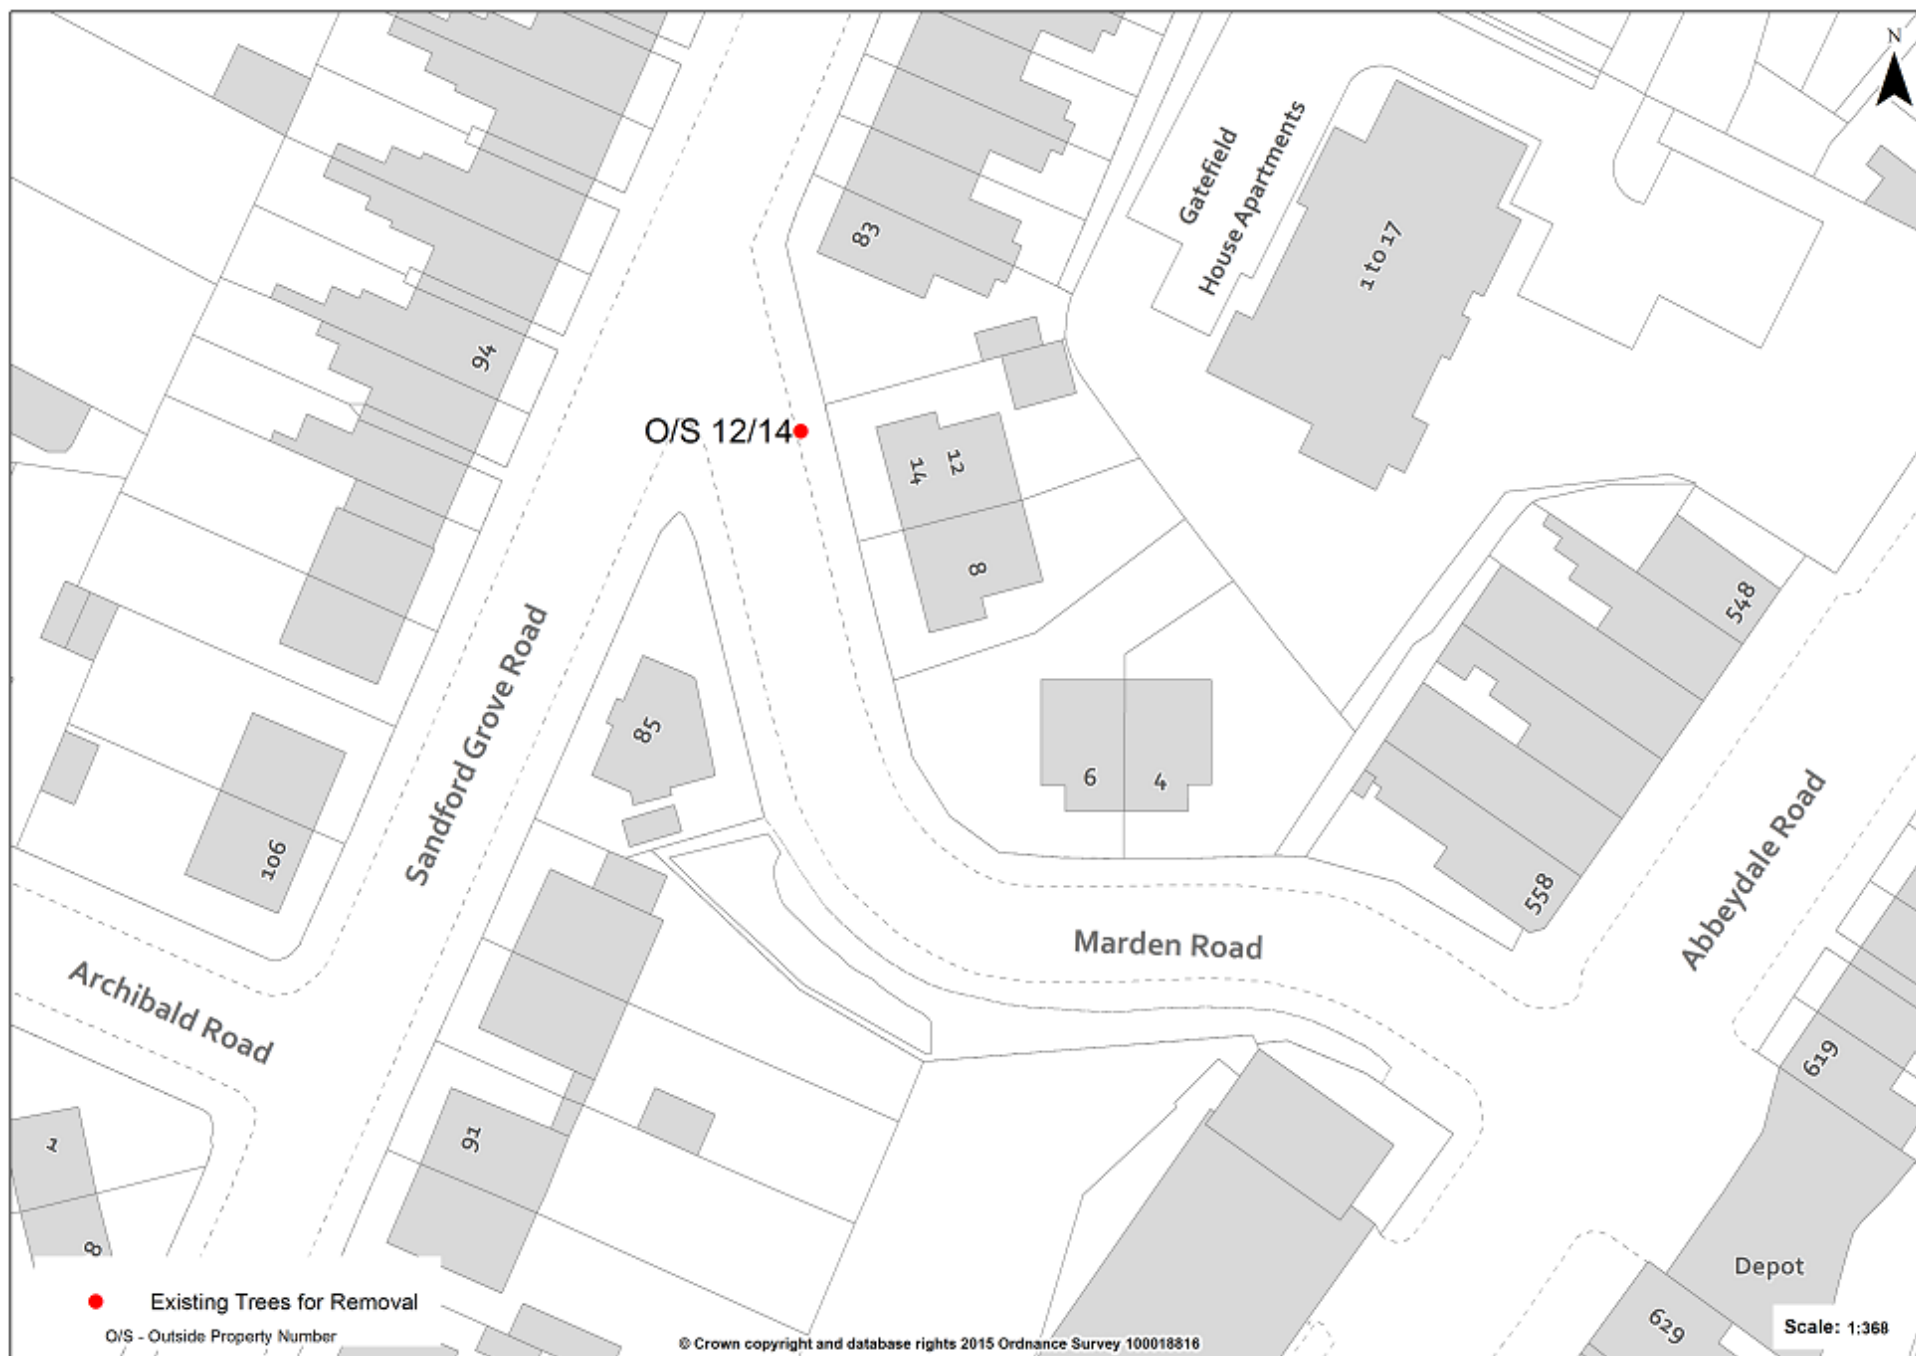 N
Gatefield
House Apartments
1 to 17
83
94
O/S 12/14
14
12
8
548
85
6
4
Sandford Grove Road
106
558
Abbeydale Road
Marden Road
Archibald Road
619
91
1
8
Depot
629
Existing Trees for Removal
O/S - Outside Property Number
© Crown copyright and database rights 2015 Ordnance Survey 100018816
Scale: 1:368